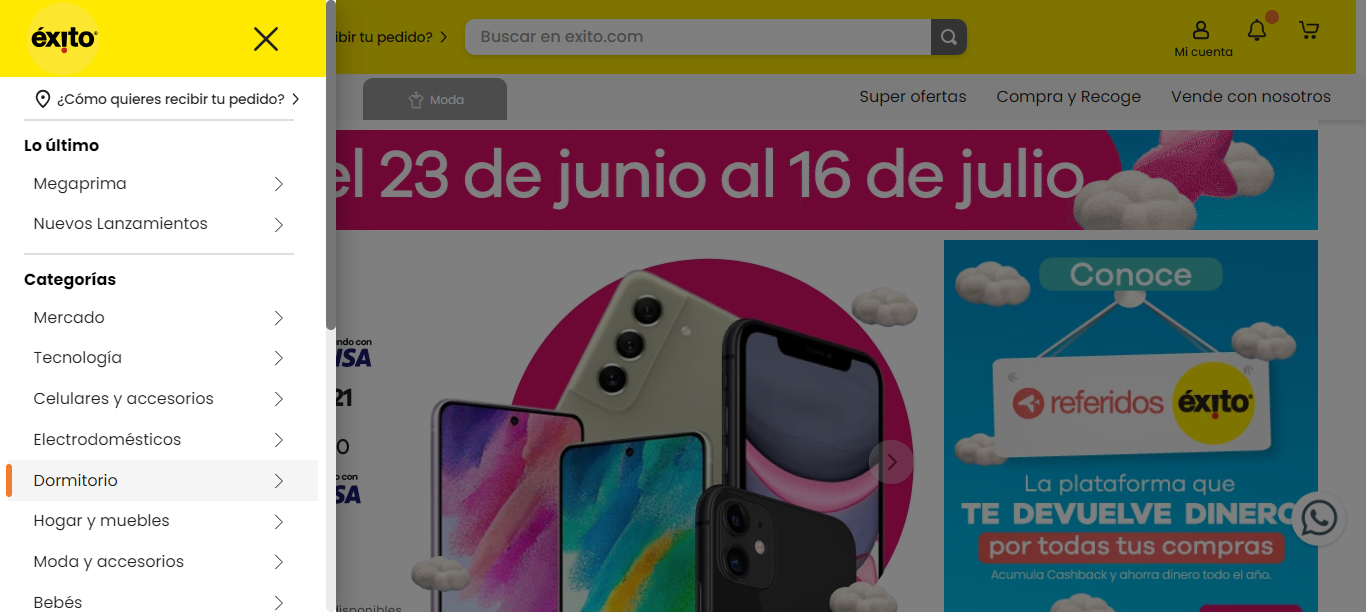 éxito
¿Cómo quieres recibir tu pedido?
Lo último
Megaprima
Nuevos Lanzamientos
Categorías
Mercado
Tecnología
Celulares y accesorios
Electrodomésticos
Dormitorio
Hogar y muebles
Moda y accesorios
Bebés
ibir tu pedido?
Buscar en exito.com
Mi cuenta
Moda
Super ofertas
Compra y Recoge
Vende con nosotros
el 23 de junio al 16 de julio
ndo con
VISA
21
0
o con
SA
disponibles
Conoce
referidos éxito
La plataforma que
TE DEVUELVE DINERO
por todas tus compras
Acumula Cashback y ahorra dinero todo el año.